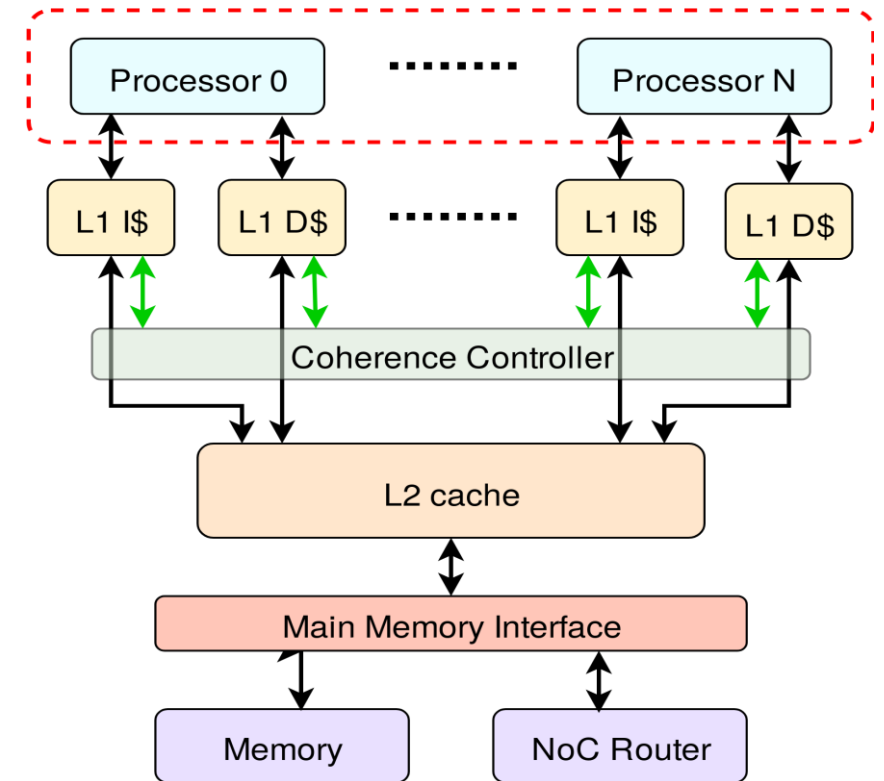 Processor 0
Processor N
L1 I$
L1 D$
L1 I$
L1 D$
Coherence Controller
L2 cache
Main Memory Interface
Memory
NoC Router